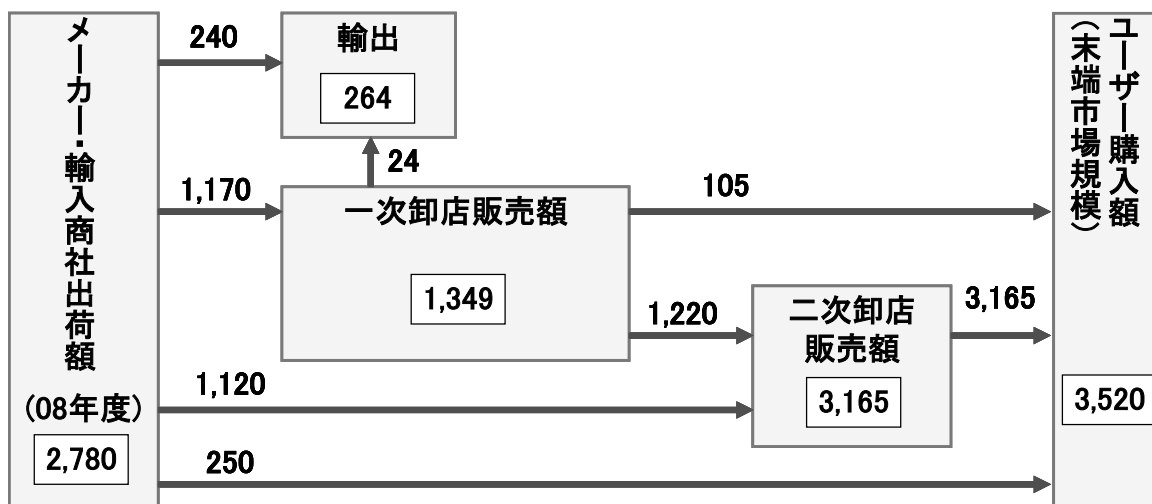 メーカー・輸入商社出荷額
(08年度)
2,780
240
輸出
264
24
1,170
一次卸店販売額
1,349
105
1,220
二次卸店
販売額
3,165
3,165
1,120
250
ユーザー購入額
(末端市場規模)
3,520